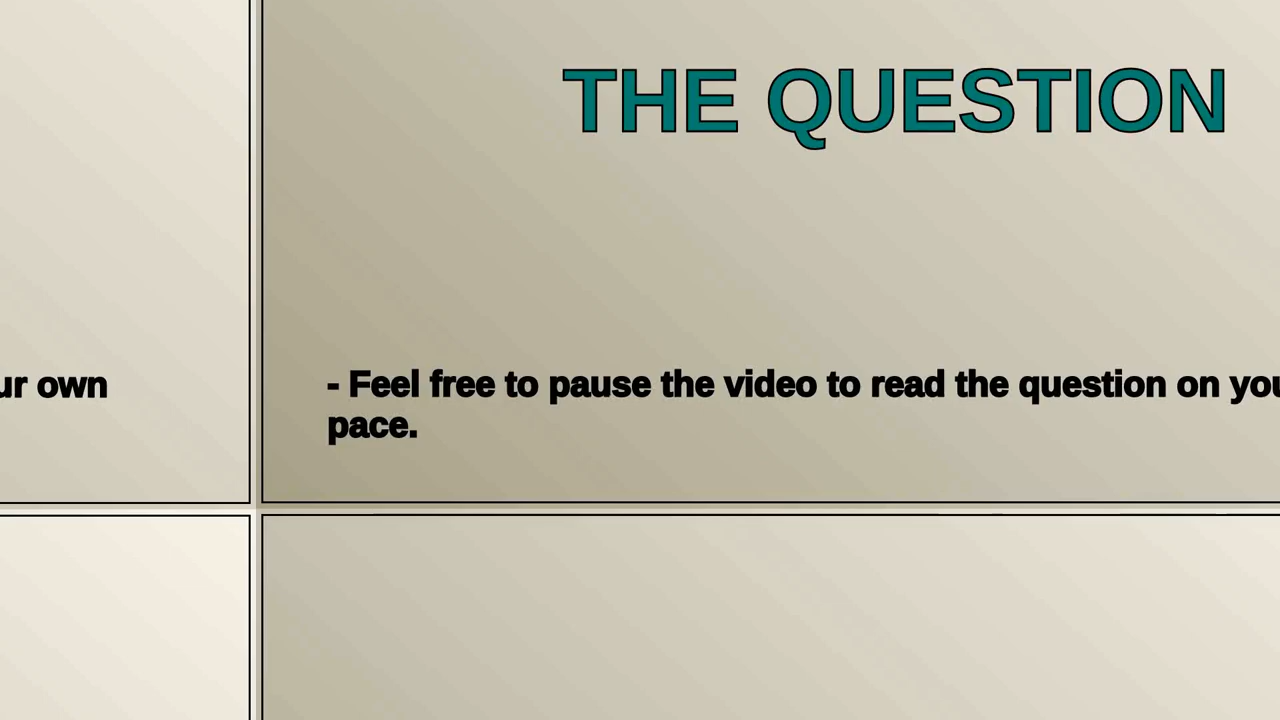 THE QUESTION
ur own
- Feel free to pause the video to read the question on you
pace.